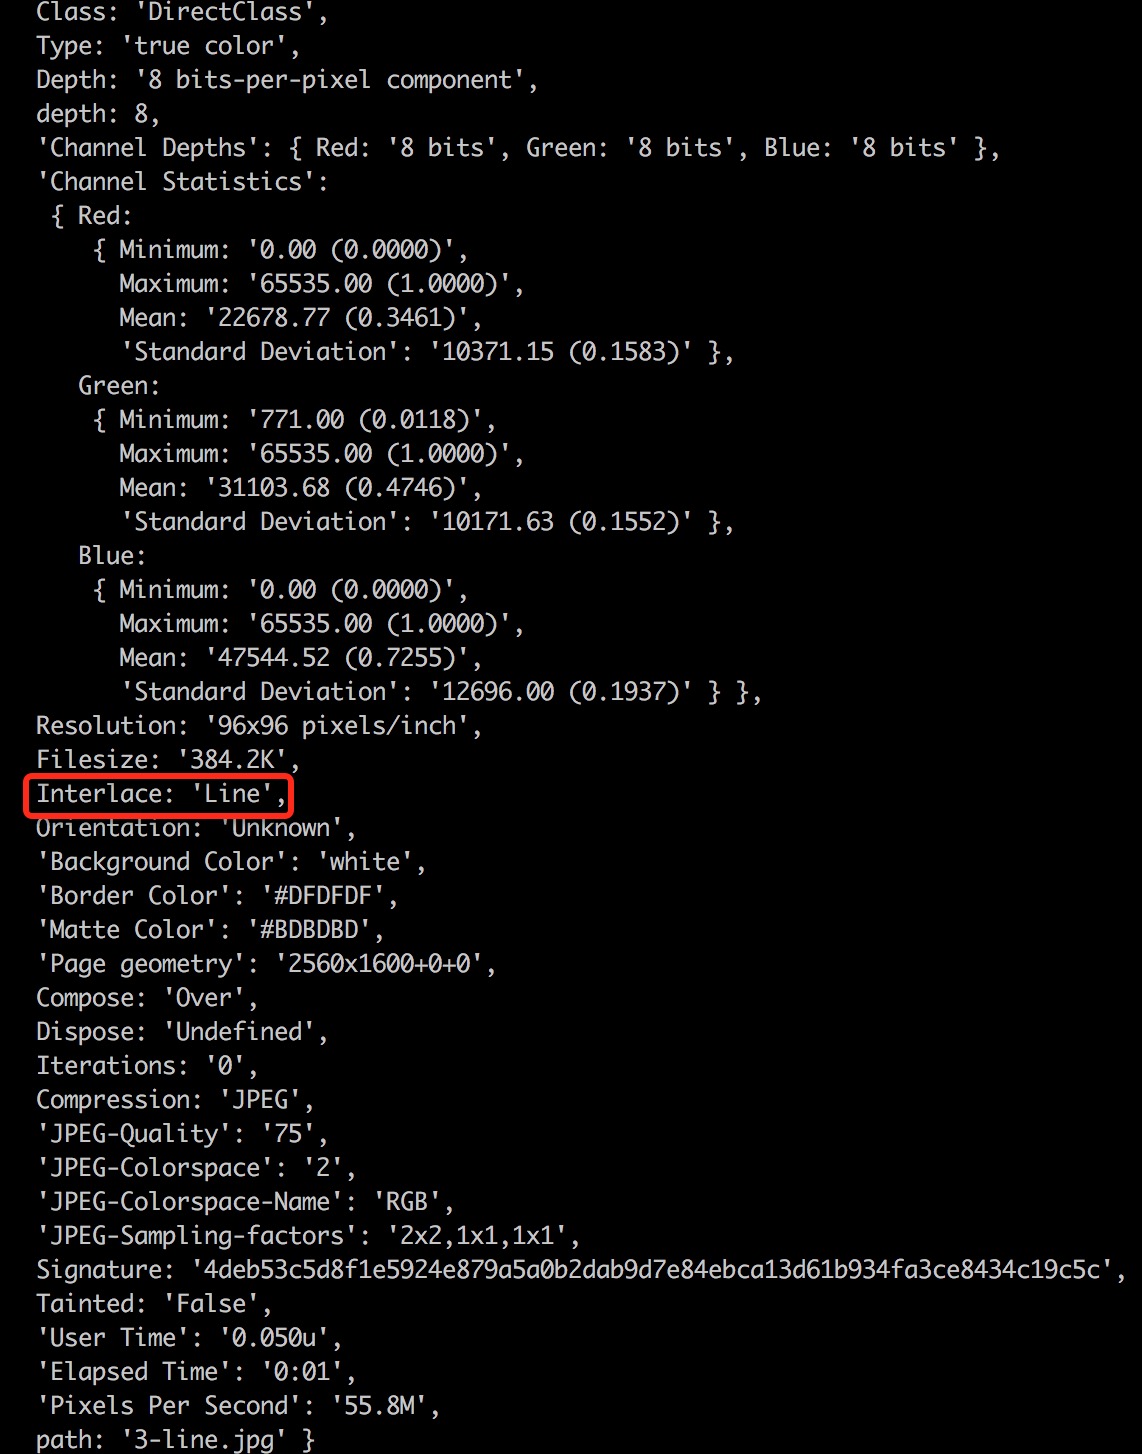 Class: 'DirectClass',
Type: 'true color',
Depth: '8 bits-per-pixel component',
depth: 8,
'Channel Depths': { Red: '8 bits', Green: '8 bits', Blue: '8 bits' },
'Channel Statistics':
{ Red:
{ Minimum: '0.00 (0.0000)',
Maximum: '65535.00 (1.0000)',
Mean: '22678.77 (0.3461)',
'Standard Deviation': '10371.15 (0.1583)' },
Green:
{ Minimum: '771.00 (0.0118)',
Maximum: '65535.00 (1.0000)',
Mean: '31103.68 (0.4746)',
'Standard Deviation': '10171.63 (0.1552)' },
Blue:
{ Minimum: '0.00 (0.0000)',
Maximum: '65535.00 (1.0000)',
Mean: '47544.52 (0.7255)',
'Standard Deviation': '12696.00 (0.1937)' } },
Resolution: '96x96 pixels/inch',
Filesize: '384.2K',
Interlace: 'Line',
Orientation: 'Unknown',
'Background Color': 'white',
'Border Color': '#DFDFDF',
'Matte Color': '#BDBDBD',
'Page geometry': '2560x1600+0+0',
Compose: 'Over',
Dispose: 'Undefined',
Iterations: '0',
Compression: 'JPEG',
'JPEG-Quality': '75',
'JPEG-Colorspace': '2',
'JPEG-Colorspace-Name': 'RGB',
'JPEG-Sampling-factors': '2x2,1x1,1x1',
Signature: '4deb53c5d8f1e5924e879a5a0b2dab9d7e84ebca13d61b934fa3ce8434c19c5c',
Tainted: 'False',
'User Time': '0.050u',
'Elapsed Time': '0:01',
'Pixels Per Second': '55.8M',
path: '3-line.jpg' }